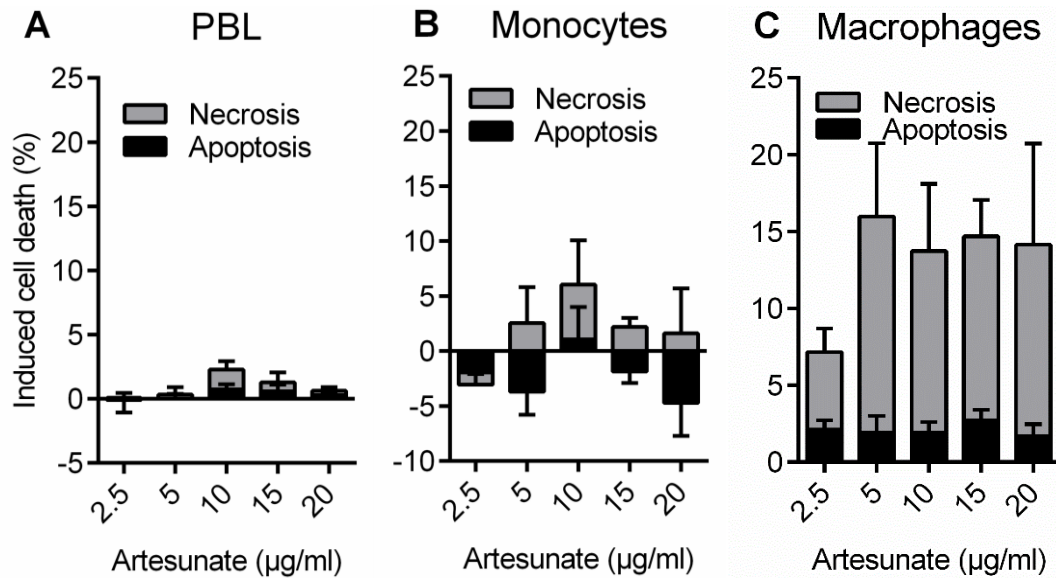 A PBL
Induced cell death (%)
25
20
15
10
5
0
-5
Necrosis
Apoptosis
2.5 5 10 15 20
Artesunate (µg/ml)
B Monocytes
25
20
15
10
5
0
-5
-10
Necrosis
Apoptosis
2.5 5 10 15 20
Artesunate (µg/ml)
C Macrophages
25
20
15
10
5
0
Necrosis
Apoptosis
2.5 5 10 15 20
Artesunate (µg/ml)